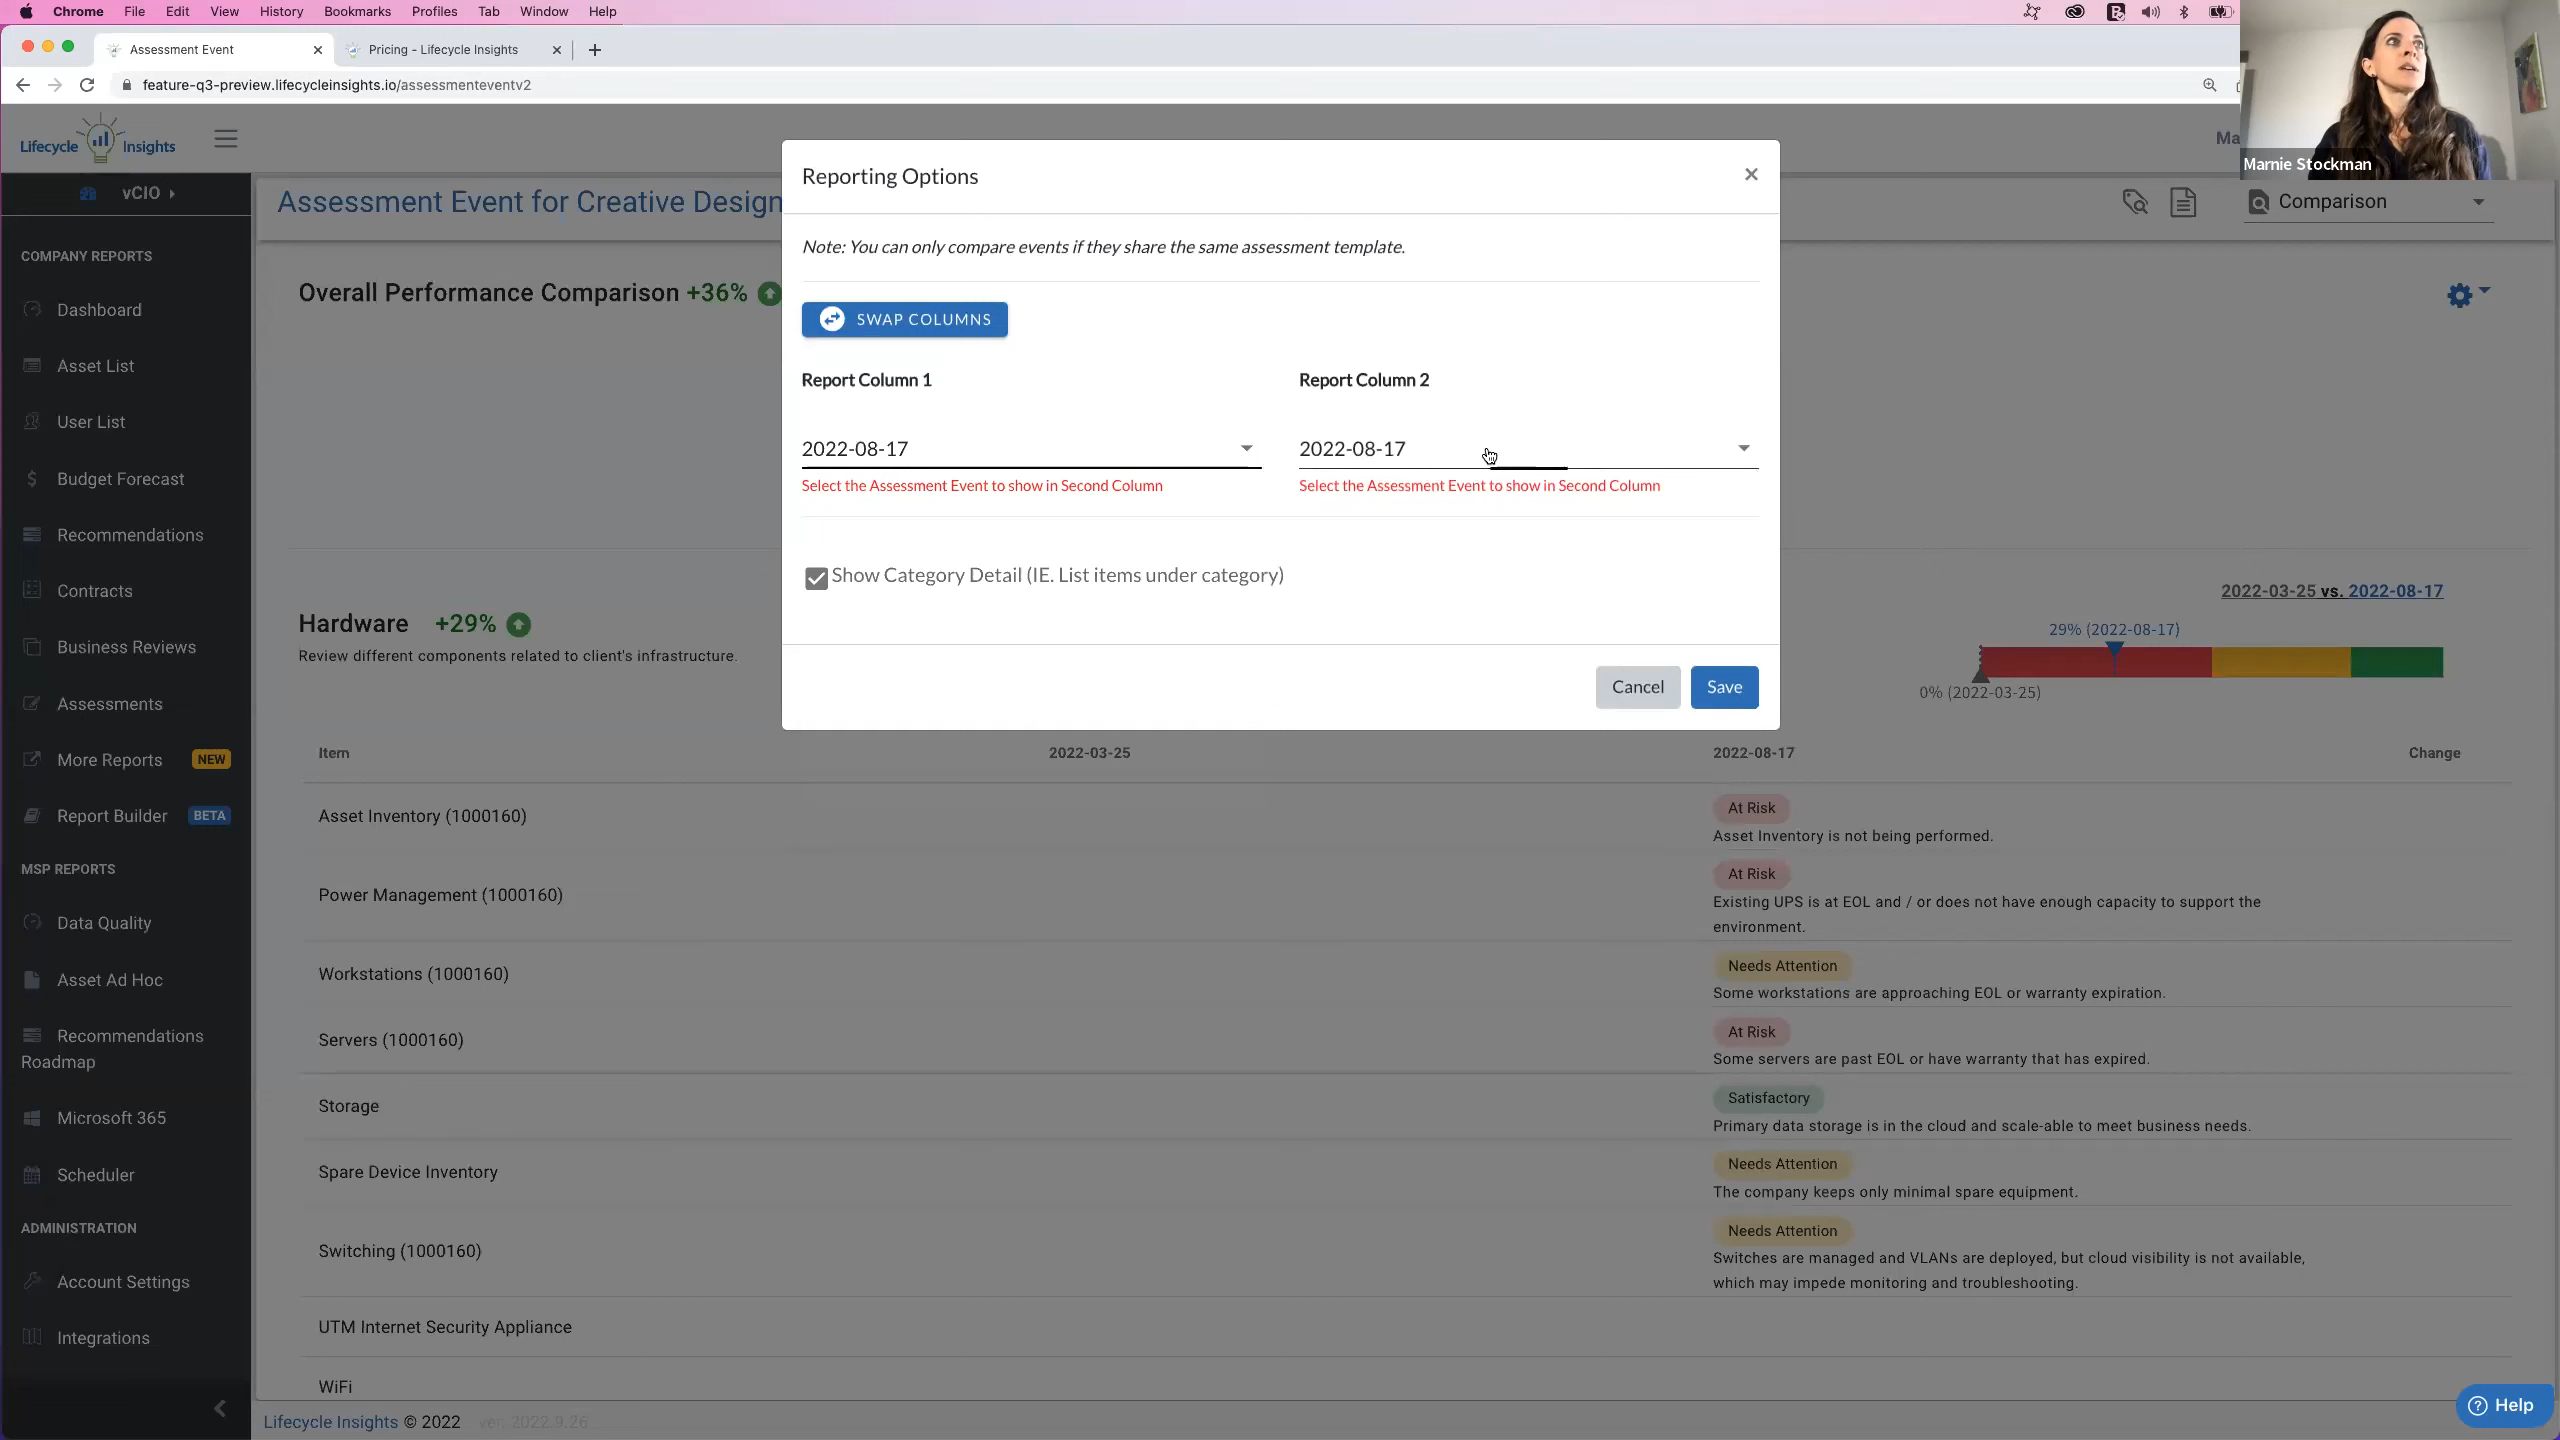 Chrome File Edit View History Bookmarks Profiles Tab Window Help
Assessment Event
Pricing - Lifecycle Insights
feature-q3-preview.lifecycleinsights.io/assessmenteventv2
Marnie Stockman
Lifecycle Insights
Ma
vCIO
Assessment Event for Creative Design
Comparison
COMPANY REPORTS
Dashboard
Asset List
User List
Budget Forecast
Recommendations
Contracts
Business Reviews
Assessments
More Reports NEW
Report Builder BETA
MSP REPORTS
Data Quality
Asset Ad Hoc
Recommendations
Roadmap
Microsoft 365
Scheduler
ADMINISTRATION
Account Settings
Integrations
Overall Performance Comparison +36%
Reporting Options
Note: You can only compare events if they share the same assessment template.
SWAP COLUMNS
Report Column 1 Report Column 2
2022-08-17 2022-08-17
Select the Assessment Event to show in Second Column Select the Assessment Event to show in Second Column
Show Category Detail (IE. List items under category)
Cancel Save
Hardware +29%
Review different components related to client's infrastructure.
2022-03-25 vs. 2022-08-17
29% (2022-08-17)
0% (2022-03-25)
Item 2022-03-25 2022-08-17 Change
Asset Inventory (1000160)
At Risk
Asset Inventory is not being performed.
Power Management (1000160)
At Risk
Existing UPS is at EOL and / or does not have enough capacity to support the
environment.
Workstations (1000160)
Needs Attention
Some workstations are approaching EOL or warranty expiration.
Servers (1000160)
At Risk
Some servers are past EOL or have warranty that has expired.
Storage
Satisfactory
Primary data storage is in the cloud and scale-able to meet business needs.
Spare Device Inventory
Needs Attention
The company keeps only minimal spare equipment.
Switching (1000160)
Needs Attention
Switches are managed and VLANs are deployed, but cloud visibility is not available,
which may impede monitoring and troubleshooting.
UTM Internet Security Appliance
WiFi
Lifecycle Insights © 2022 ver. 2022.9.26
Help